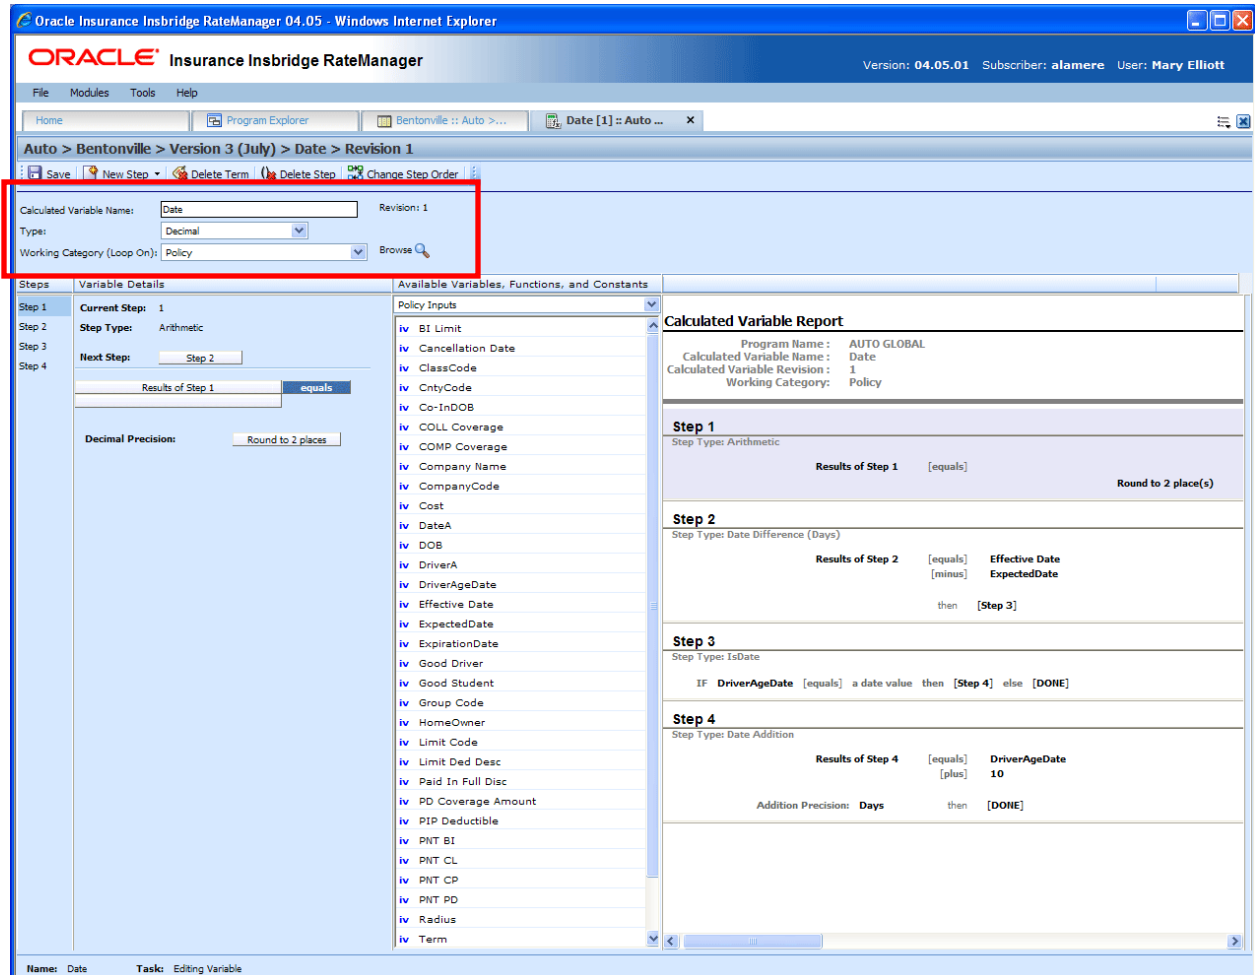 Oracle Insurance Insbridge RateManager 04.05 - Windows Internet Explorer
ORACLE Insurance Insbridge RateManager
Version: 04.05.01 Subscriber: alamere User: Mary Elliott
File Modules Tools Help
Home Program Explorer Bentonville :: Auto >... Date [1] :: Auto ... x
Auto > Bentonville > Version 3 (July) > Date > Revision 1
Save New Step Delete Term Delete Step Change Step Order
Calculated Variable Name: Date Revision: 1
Type: Decimal
Working Category (Loop On): Policy Browse
Steps Variable Details Available Variables, Functions, and Constants
Step 1
Step 2
Step 3
Step 4
Current Step: 1
Step Type: Arithmetic
Next Step: Step 2
Results of Step 1 equals
Decimal Precision: Round to 2 places
Policy Inputs
iv BI Limit
iv Cancellation Date
iv ClassCode
iv CntyCode
iv Co-InDOB
iv COLL Coverage
iv COMP Coverage
iv Company Name
iv CompanyCode
iv Cost
iv DateA
iv DOB
iv DriverA
iv DriverAgeDate
iv Effective Date
iv ExpectedDate
iv ExpirationDate
iv Good Driver
iv Good Student
iv Group Code
iv HomeOwner
iv Limit Code
iv Limit Ded Desc
iv Paid In Full Disc
iv PD Coverage Amount
iv PIP Deductible
iv PNT BI
iv PNT CL
iv PNT CP
iv PNT PD
iv Radius
iv Term
Calculated Variable Report
Program Name : AUTO GLOBAL
Calculated Variable Name : Date
Calculated Variable Revision : 1
Working Category: Policy
Step 1
Step Type: Arithmetic
Results of Step 1 [equals]
Round to 2 place(s)
Step 2
Step Type: Date Difference (Days)
Results of Step 2 [equals] Effective Date
[minus] ExpectedDate
then [Step 3]
Step 3
Step Type: IsDate
IF DriverAgeDate [equals] a date value then [Step 4] else [DONE]
Step 4
Step Type: Date Addition
Results of Step 4 [equals] DriverAgeDate
[plus] 10
Addition Precision: Days then [DONE]
Name: Date Task: Editing Variable